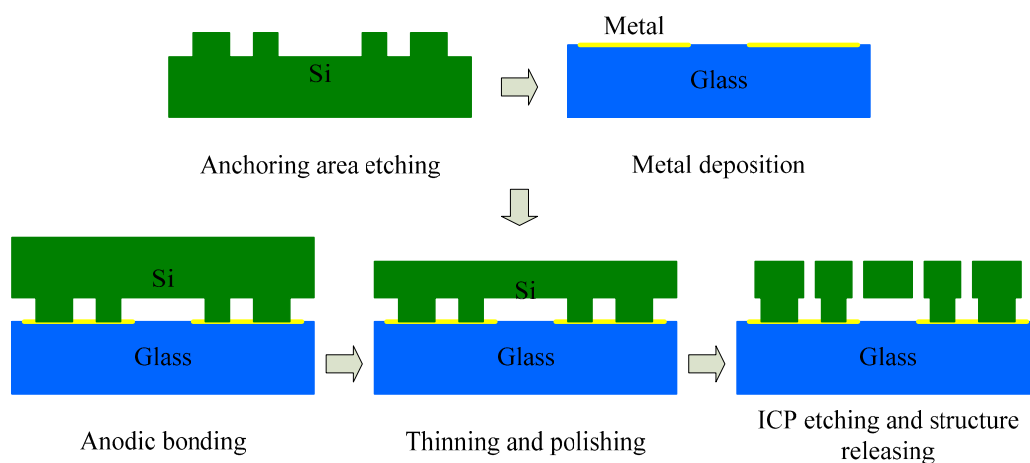 Si
Metal
Glass
Anchoring area etching
Metal deposition
Si
Glass
Anodic bonding
Si
Glass
Thinning and polishing
Glass
ICP etching and structure
releasing